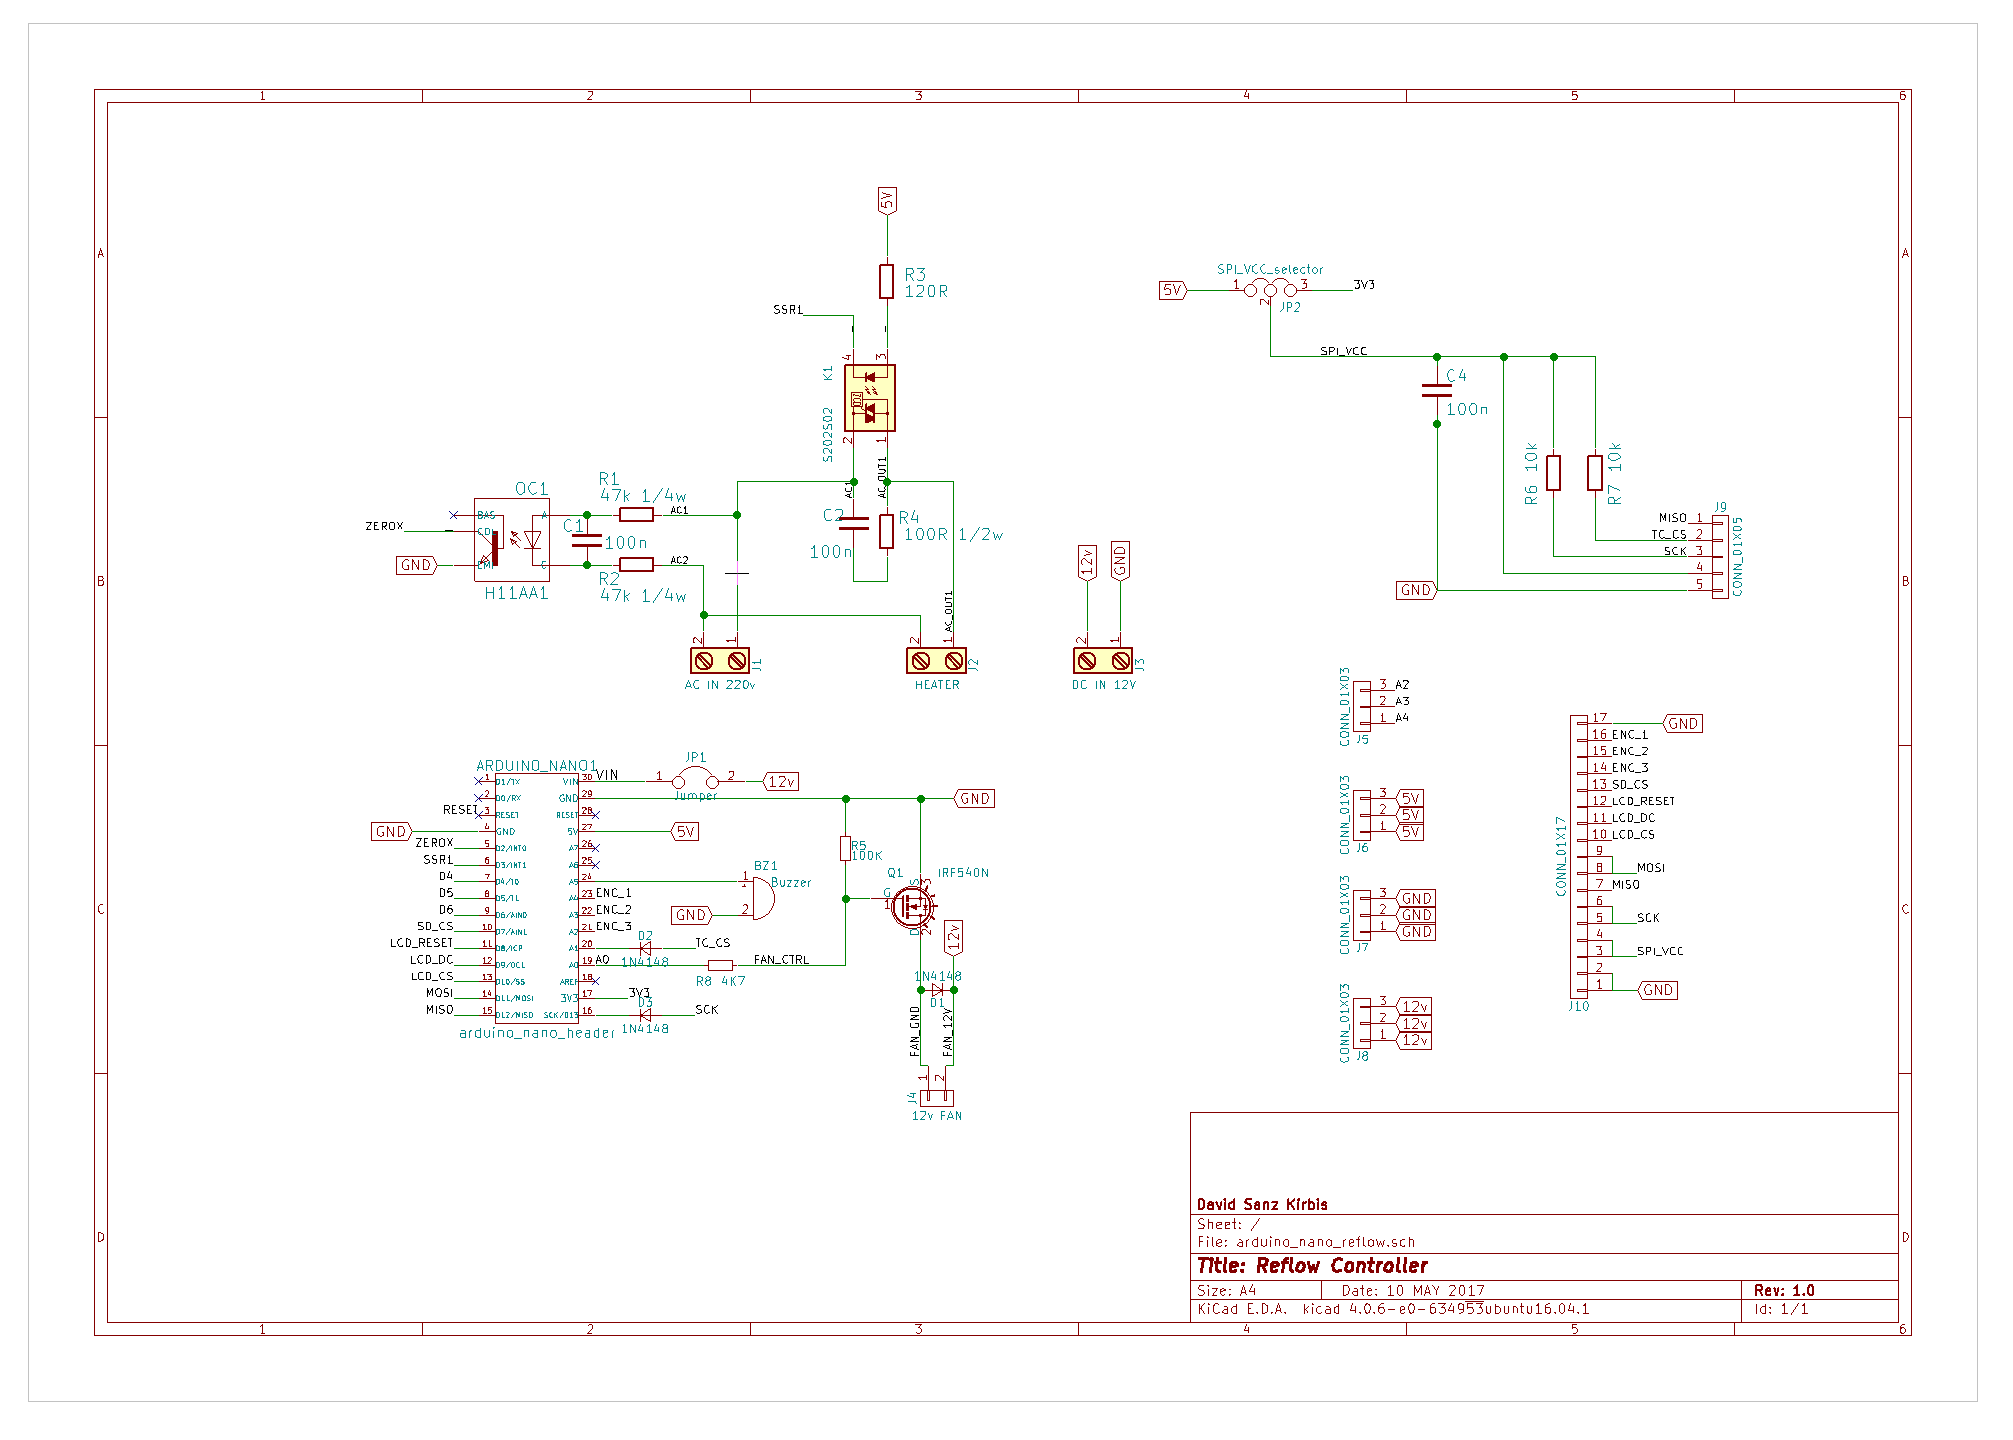 1 2 3 4 5 6
A A
B B
C C
D D
1 2 3 4 5 6
5V
R3
120R
SSR1
4 3
K1
S202S02
2 1
AC1
AC_OUT1
C2
100n
R4
100R 1/2w
OC1
BAS
COL
EMI
A
C
H11AA1
ZEROX
GND
C1
100n
R1
47k 1/4w
AC1
AC2
R2
47k 1/4w
2 1
J1
AC IN 220v
AC_OUT1
2 1
J2
HEATER
12v GND
2 1
J3
DC IN 12V
SPI_VCC_selector
5V 1 2 3 3V3
JP2
SPI_VCC
C4
100n
R6 10k
R7 10k
GND
J9
MISO 1
TC_CS 2
SCK 3
4
5
CONN_01X05
ARDUINO_NANO1
1 D1/TX
2 D0/RX
RESET 3 RESET
GND 4 GND
ZEROX 5 D2/INT0
SSR1 6 D3/INT1
D4 7 D4/T0
D5 8 D5/T1
D6 9 D6/AIN0
SD_CS 10 D7/AIN1
LCD_RESET 11 D8/ICP
LCD_DC 12 D9/OC1
LCD_CS 13 D10/SS
MOSI 14 D11/MOSI
MISO 15 D12/MISO
VIN 30 VIN
GND 29
RESET 28
5V 27 5V
A7 26
A6 25
A5 24
A4 23 ENC_1
A3 22 ENC_2
A2 21 ENC_3
A1 20
A0 19 A0
AREF 18
3V3 17 3V3
SCK/D13 16
arduino_nano_header
JP1
1 2 12v
Jumper
GND
BZ1
Buzzer
1
2
GND
D2
1N4148
TC_CS
R8 4K7
FAN_CTRL
D3
1N4148
SCK
R5
100K
Q1
IRF540N
G
1
S
3
D
2
12v
1N4148
D1
FAN_GND
FAN_12V
1 2
J4
12v FAN
CONN_01X03
3 A2
2 A3
1 A4
J5
CONN_01X03
3 5V
2 5V
1 5V
J6
CONN_01X03
3 GND
2 GND
1 GND
J7
CONN_01X03
3 12v
2 12v
1 12v
J8
CONN_01X17
17 GND
16 ENC_1
15 ENC_2
14 ENC_3
13 SD_CS
12 LCD_RESET
11 LCD_DC
10 LCD_CS
9
8 MOSI
7 MISO
6
5 SCK
4
3 SPI_VCC
2
1 GND
J10
David Sanz Kirbis
Sheet: /
File: arduino_nano_reflow.sch
Title: Reflow Controller
Size: A4 Date: 10 MAY 2017 Rev: 1.0
KiCad E.D.A. kicad 4.0.6-e0-634953ubuntu16.04.1 Id: 1/1